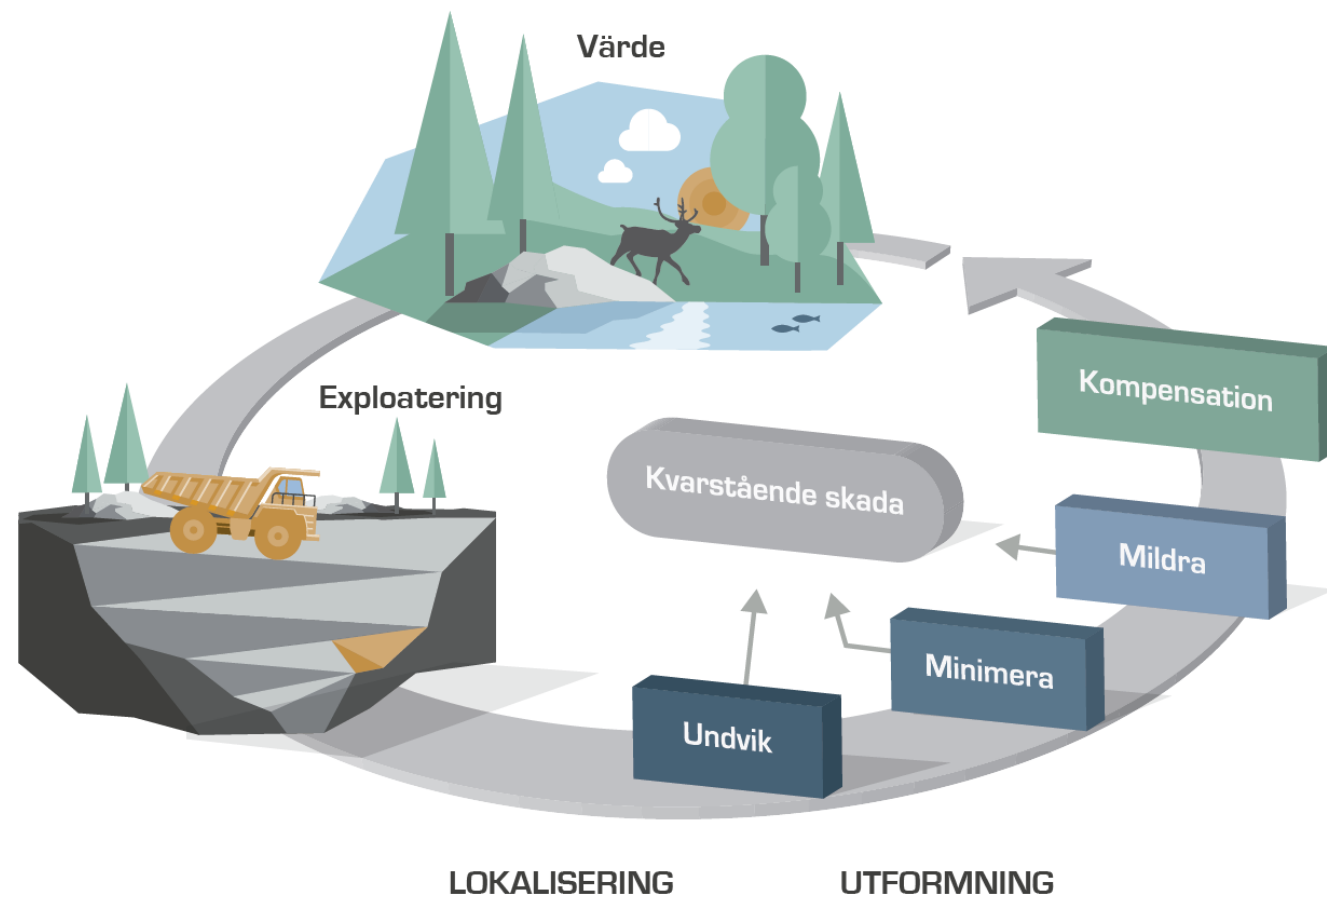 Värde
Exploatering
Kompensation
Kvarstående skada
Mildra
Minimera
Undvik
LOKALISERING
UTFORMNING